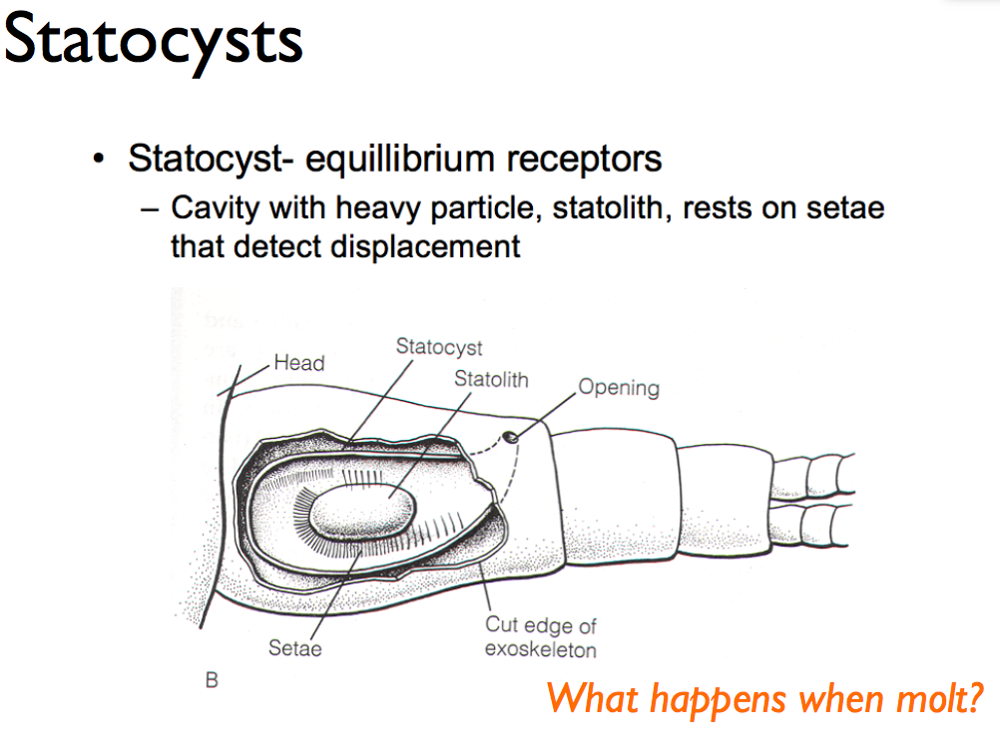 Statocysts
• Statocyst- equillibrium receptors
– Cavity with heavy particle, statolith, rests on setae
that detect displacement
Head
Statocyst
Statolith
Opening
Setae
Cut edge of
exoskeleton
B
What happens when molt?